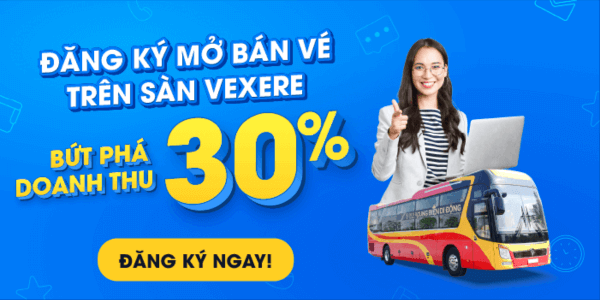 ĐĂNG KÝ MỞ BÁN VÉ
TRÊN SÀN VEXERE
BỨT PHÁ
DOANH THU
30%
ĐĂNG KÝ NGAY!